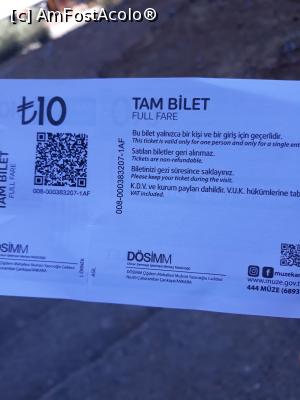 [c] AmFostAcolo®
₺10
TAM BİLET
FULL FARE
Bu bilet yalnızca bir kişi ve bir giriş için geçerlidir.
This ticket is valid only for one person and only for a single ent
Satılan biletler geri alınmaz.
Tickets are non-refundable.
Biletinizi gezi süresince saklayınız.
Please keep your ticket during the visit.
K.D.V. ve kurum payları dahildir. V.U.K. hükümlerine tab
VAT included.
TAM BİLET
FULL FARE
008-000383207-1AF
008-000383207-1AF
DÖSİMM
DÖSİMM
muzeka
www.muze.gov.t
444 MÜZE (6893